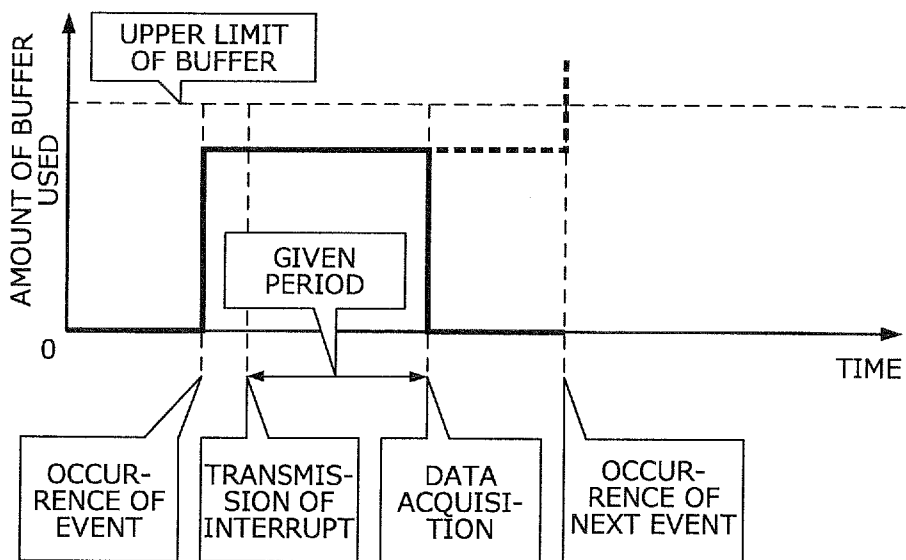 UPPER LIMIT
OF BUFFER
AMOUNT OF BUFFER
USED
GIVEN
PERIOD
0
TIME
OCCUR-
RENCE OF
EVENT
TRANSMIS-
SION OF
INTERRUPT
DATA
ACQUISI-
TION
OCCUR-
RENCE OF
NEXT EVENT